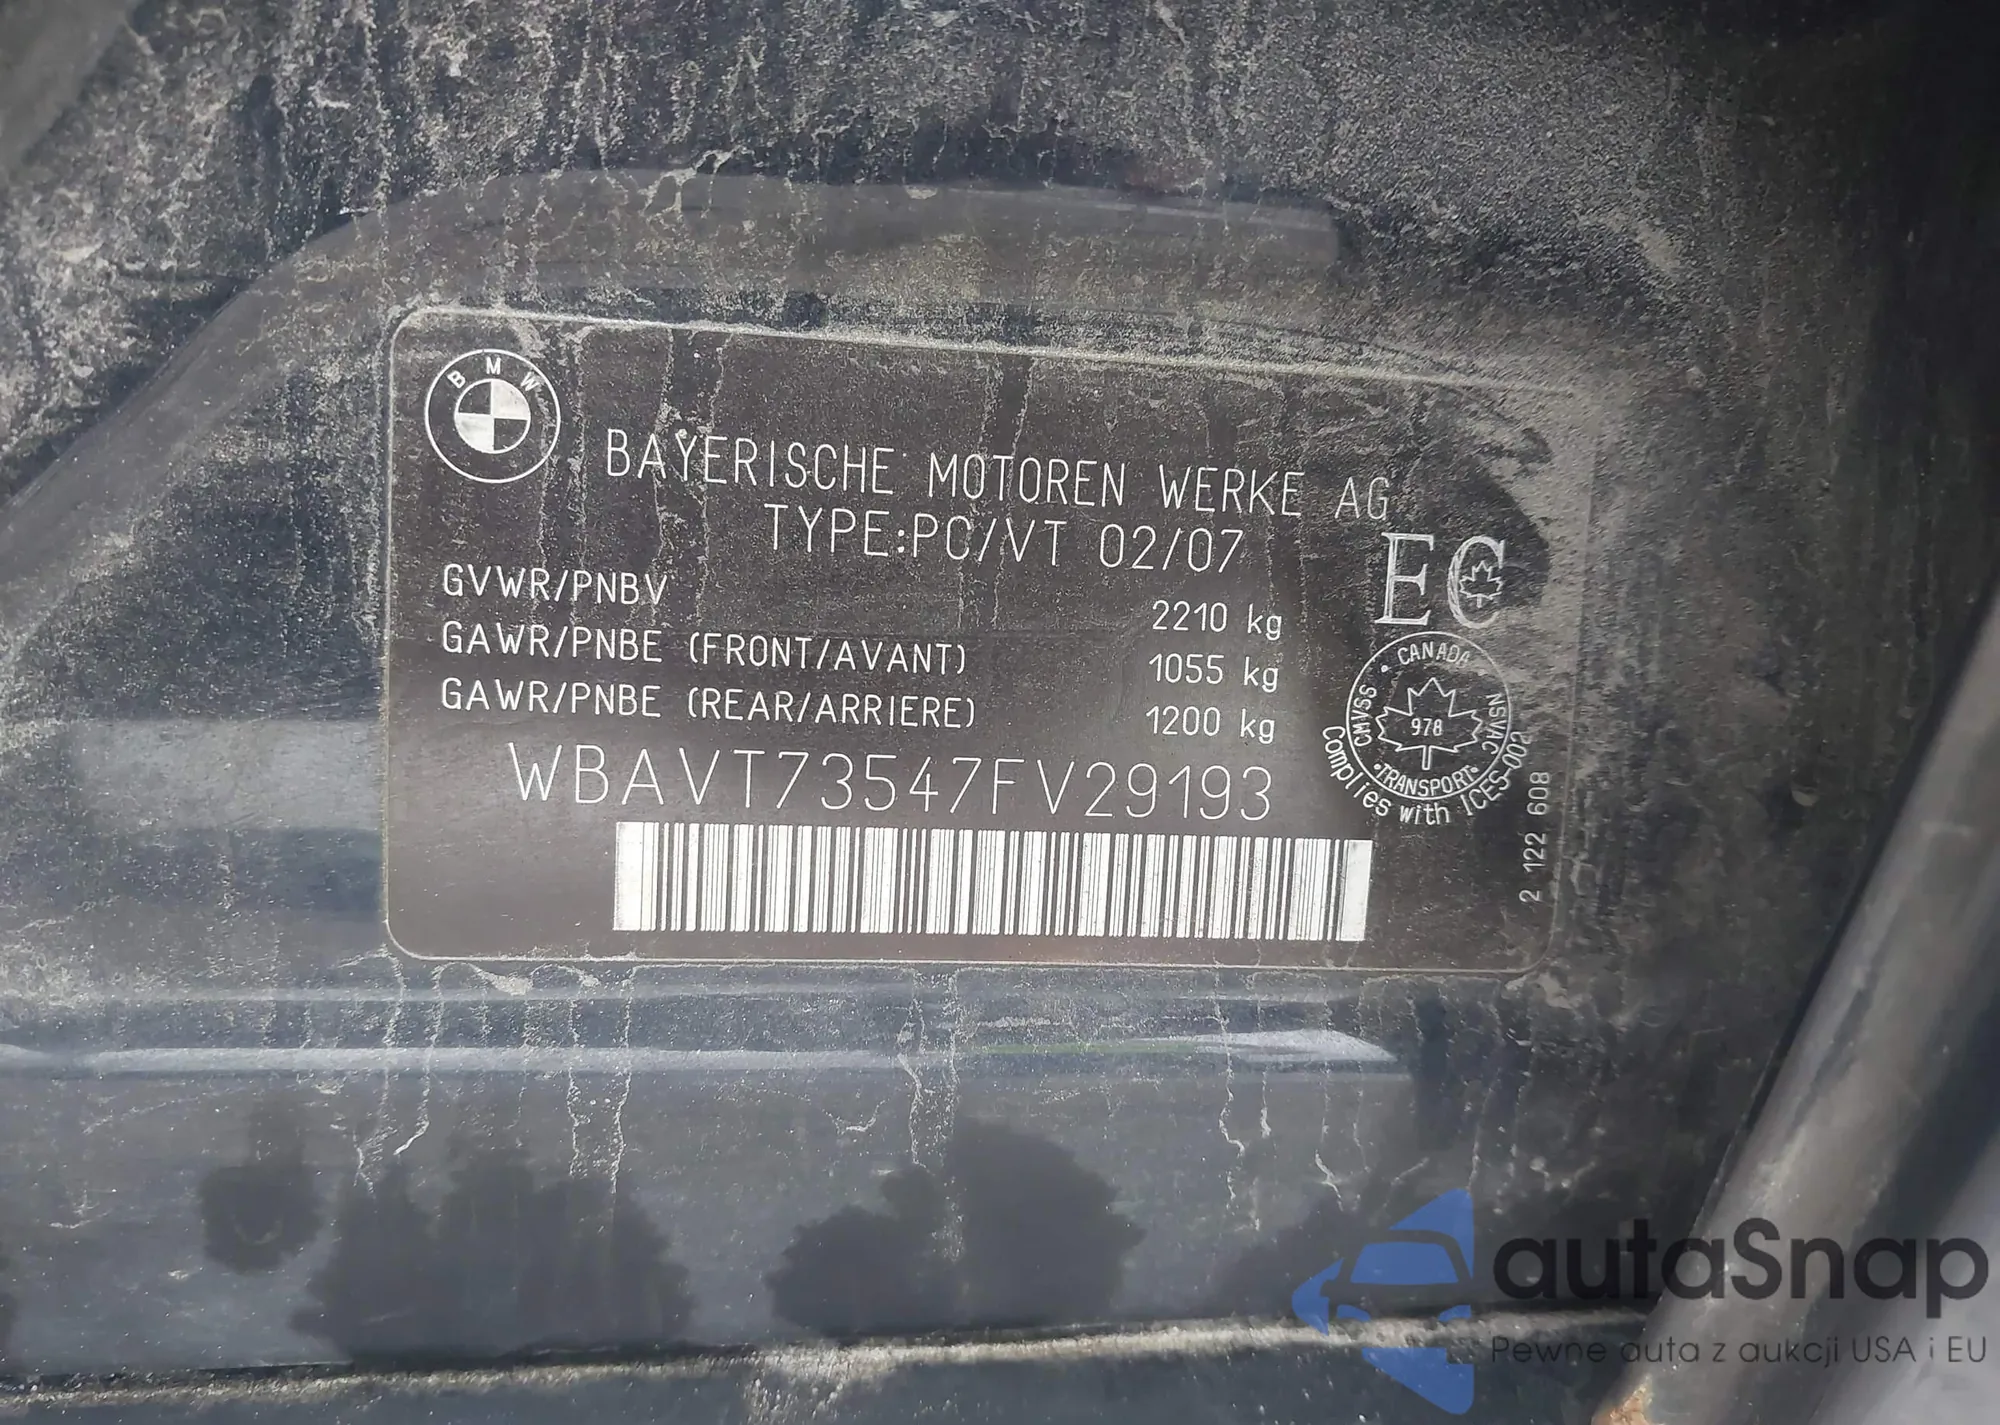 BMW
BAYERISCHE MOTOREN WERKE AG
TYPE:PC/VT 02/07
EC
GVWR/PNBV 2210 kg
GAWR/PNBE (FRONT/AVANT) 1055 kg
GAWR/PNBE (REAR/ARRIERE) 1200 kg
WBAVT73547FV29193
CANADA
CMVSS
NSVAC
978
TRANSPORT
Complies with ICES-002
2 122 608
autaSnap
Pewne auta z aukcji USA i EU